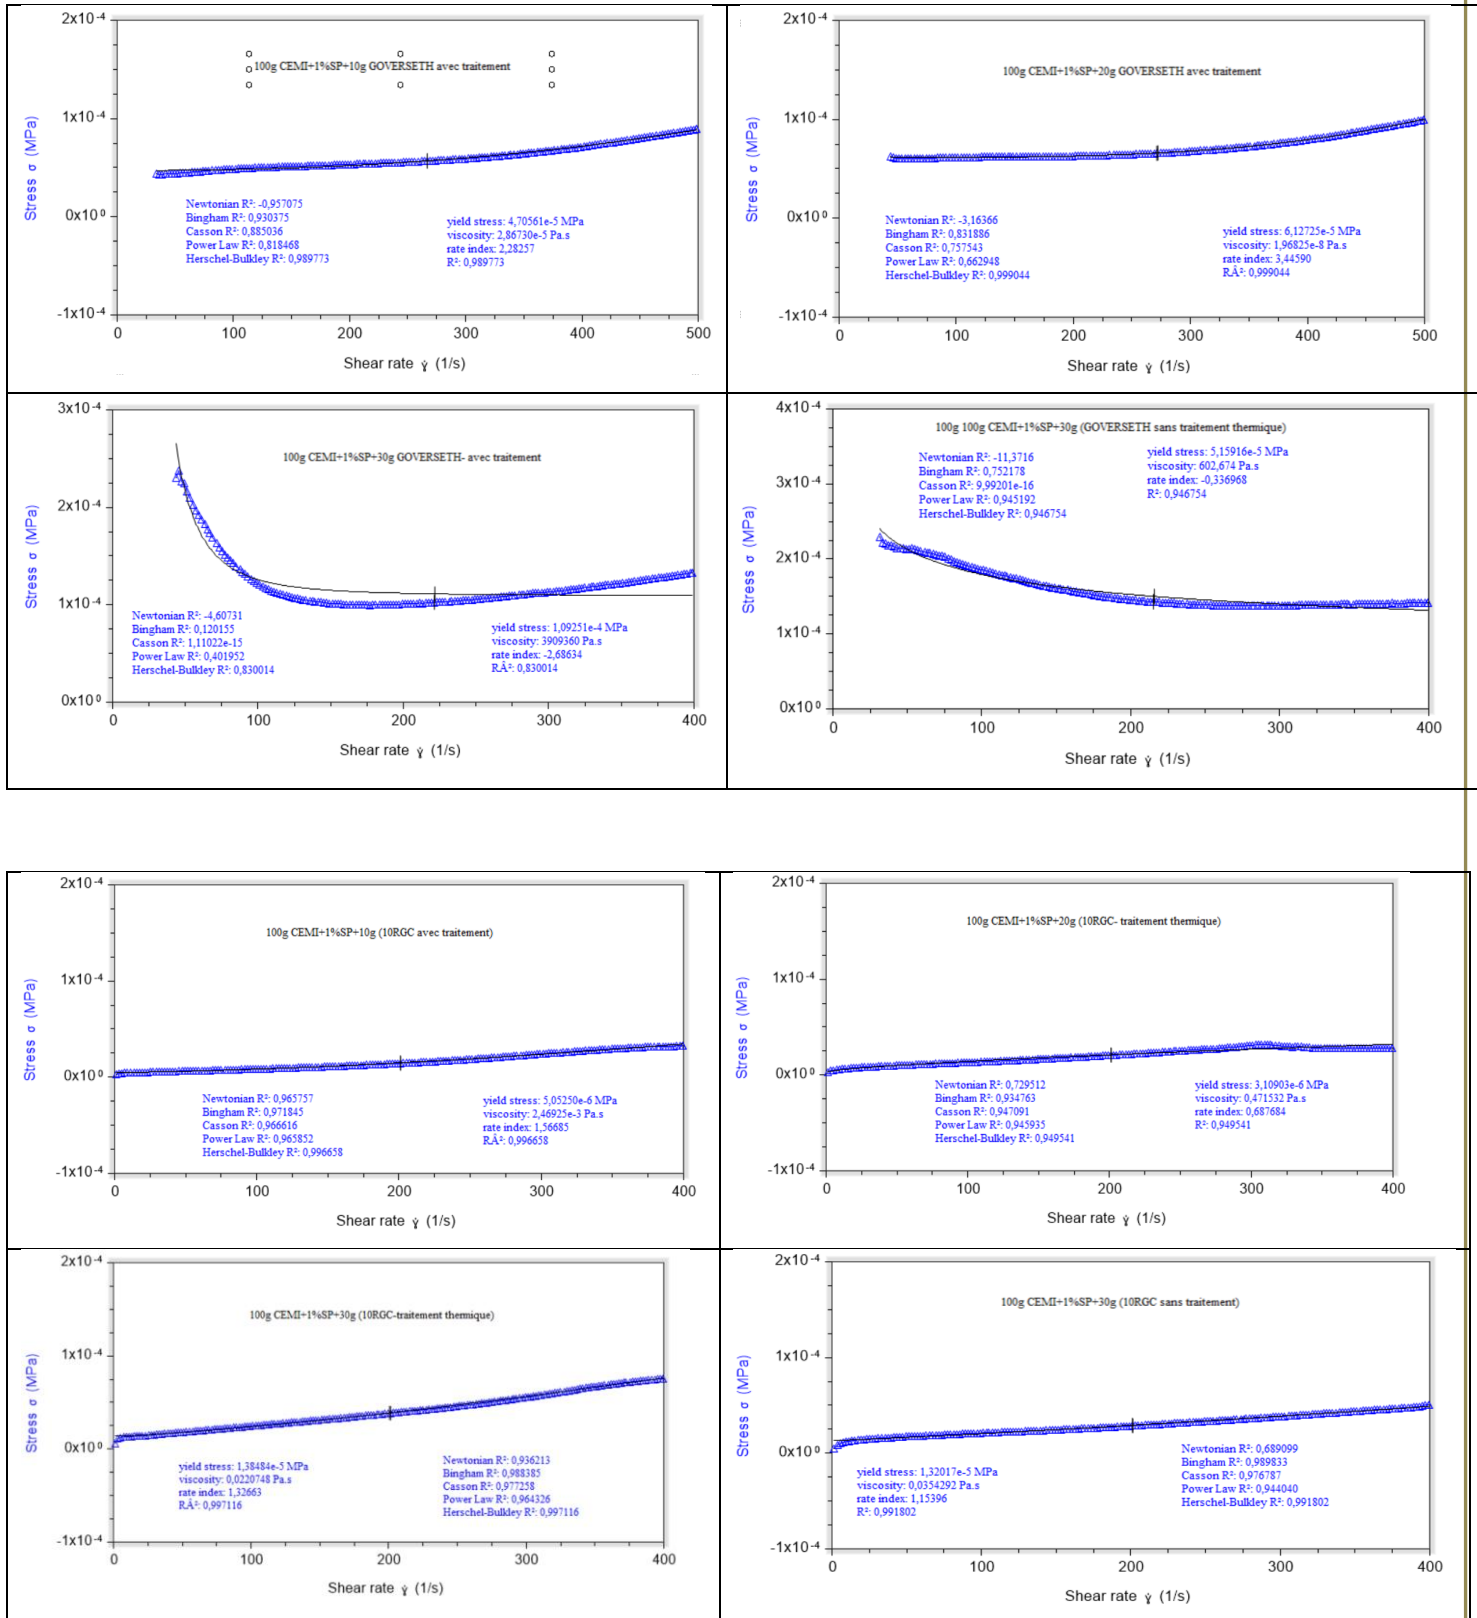 2x10⁻⁴
1x10⁻⁴
0x10⁰
-1x10⁻⁴
Stress σ (MPa)
100g CEMI+1%SP+10g GOVERSETH avec traitement
Newtonian R²: -0,957075
Bingham R²: 0,930375
Casson R²: 0,885036
Power Law R²: 0,818468
Herschel-Bulkley R²: 0,989773
yield stress: 4,70561e-5 MPa
viscosity: 2,86730e-5 Pa.s
rate index: 2,28257
R²: 0,989773
0 100 200 300 400 500
Shear rate γ̇ (1/s)
2x10⁻⁴
1x10⁻⁴
0x10⁰
-1x10⁻⁴
Stress σ (MPa)
100g CEMI+1%SP+20g GOVERSETH avec traitement
Newtonian R²: -3,16366
Bingham R²: 0,831886
Casson R²: 0,757543
Power Law R²: 0,662948
Herschel-Bulkley R²: 0,999044
yield stress: 6,12725e-5 MPa
viscosity: 1,96825e-8 Pa.s
rate index: 3,44590
RÂ²: 0,999044
0 100 200 300 400 500
Shear rate γ̇ (1/s)
3x10⁻⁴
2x10⁻⁴
1x10⁻⁴
0x10⁰
Stress σ (MPa)
100g CEMI+1%SP+30g GOVERSETH- avec traitement
Newtonian R²: -4,60731
Bingham R²: 0,120155
Casson R²: 1,11022e-15
Power Law R²: 0,401952
Herschel-Bulkley R²: 0,830014
yield stress: 1,09251e-4 MPa
viscosity: 3909360 Pa.s
rate index: -2,68634
RÂ²: 0,830014
0 100 200 300 400
Shear rate γ̇ (1/s)
4x10⁻⁴
3x10⁻⁴
2x10⁻⁴
1x10⁻⁴
0x10⁰
Stress σ (MPa)
100g 100g CEMI+1%SP+30g (GOVERSETH sans traitement thermique)
Newtonian R²: -11,3716
Bingham R²: 0,752178
Casson R²: 9,99201e-16
Power Law R²: 0,945192
Herschel-Bulkley R²: 0,946754
yield stress: 5,15916e-5 MPa
viscosity: 602,674 Pa.s
rate index: -0,336968
R²: 0,946754
0 100 200 300 400
Shear rate γ̇ (1/s)
2x10⁻⁴
1x10⁻⁴
0x10⁰
-1x10⁻⁴
Stress σ (MPa)
100g CEMI+1%SP+10g (10RGC avec traitement)
Newtonian R²: 0,965757
Bingham R²: 0,971845
Casson R²: 0,966616
Power Law R²: 0,965852
Herschel-Bulkley R²: 0,996658
yield stress: 5,05250e-6 MPa
viscosity: 2,46925e-3 Pa.s
rate index: 1,56685
RÂ²: 0,996658
0 100 200 300 400
Shear rate γ̇ (1/s)
2x10⁻⁴
1x10⁻⁴
0x10⁰
-1x10⁻⁴
Stress σ (MPa)
100g CEMI+1%SP+20g (10RGC- traitement thermique)
Newtonian R²: 0,729512
Bingham R²: 0,934763
Casson R²: 0,947091
Power Law R²: 0,945935
Herschel-Bulkley R²: 0,949541
yield stress: 3,10903e-6 MPa
viscosity: 0,471532 Pa.s
rate index: 0,687684
R²: 0,949541
0 100 200 300 400
Shear rate γ̇ (1/s)
2x10⁻⁴
1x10⁻⁴
0x10⁰
-1x10⁻⁴
Stress σ (MPa)
100g CEMI+1%SP+30g (10RGC-traitement thermique)
yield stress: 1,38484e-5 MPa
viscosity: 0,0220748 Pa.s
rate index: 1,32663
RÂ²: 0,997116
Newtonian R²: 0,936213
Bingham R²: 0,988385
Casson R²: 0,977258
Power Law R²: 0,964326
Herschel-Bulkley R²: 0,997116
0 100 200 300 400
Shear rate γ̇ (1/s)
2x10⁻⁴
1x10⁻⁴
0x10⁰
-1x10⁻⁴
Stress σ (MPa)
100g CEMI+1%SP+30g (10RGC sans traitement)
yield stress: 1,32017e-5 MPa
viscosity: 0,0354292 Pa.s
rate index: 1,15396
R²: 0,991802
Newtonian R²: 0,689099
Bingham R²: 0,989833
Casson R²: 0,976787
Power Law R²: 0,944040
Herschel-Bulkley R²: 0,991802
0 100 200 300 400
Shear rate γ̇ (1/s)